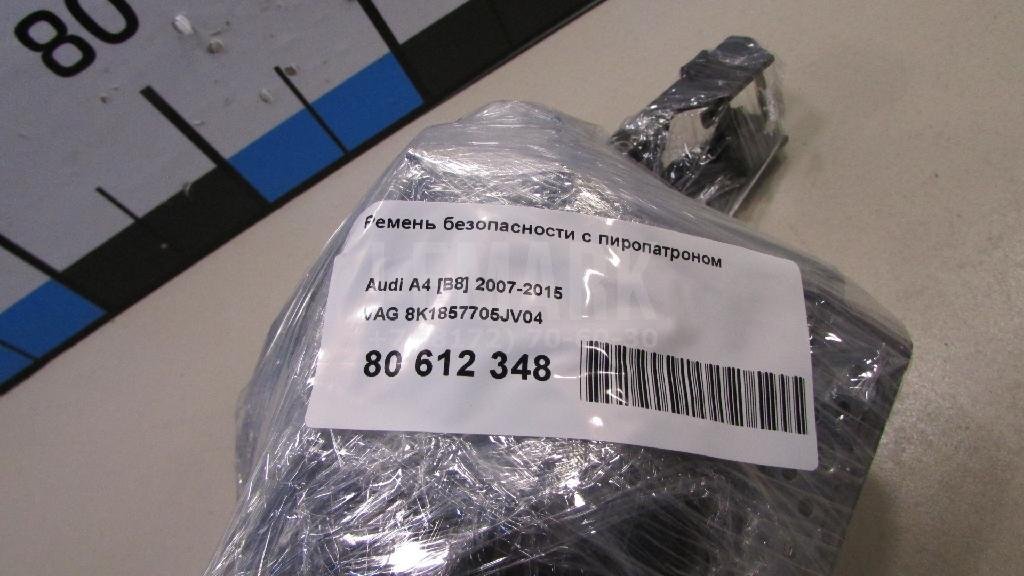 80
Ремень безопасности с пиропатроном
Audi A4 [B8] 2007-2015
VAG 8K1857705JV04
80 612 348